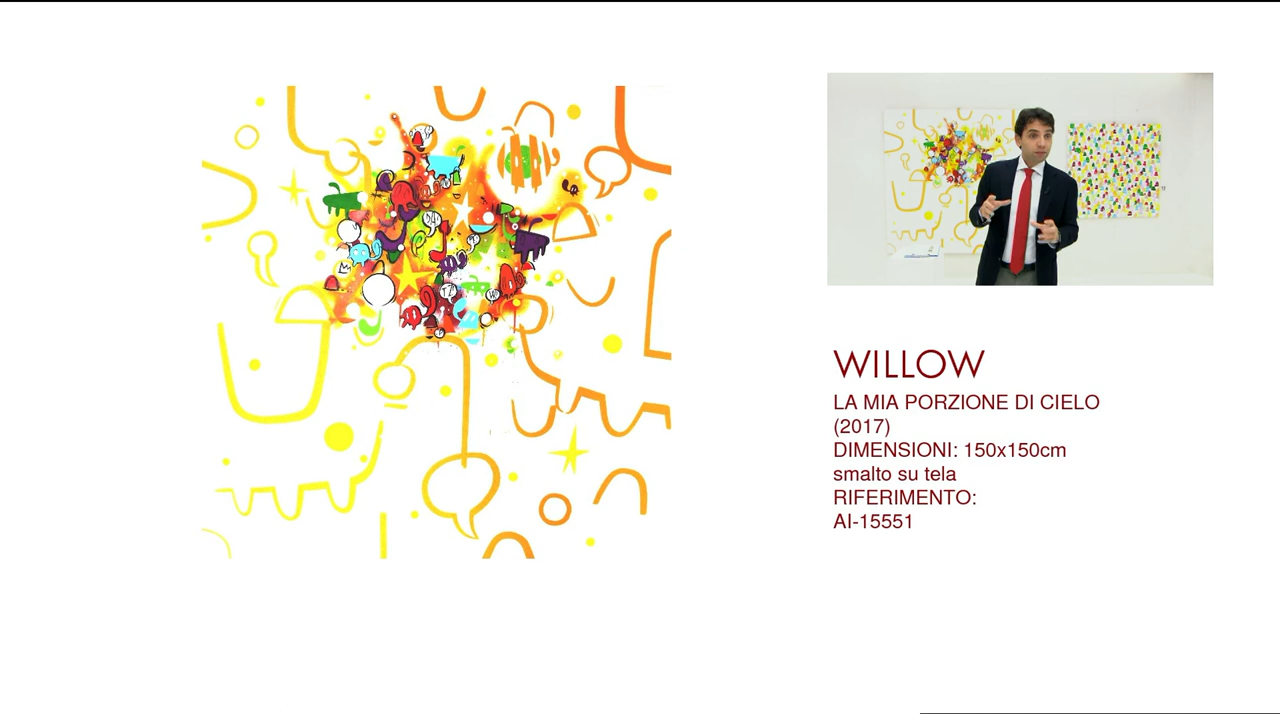 WILLOW
LA MIA PORZIONE DI CIELO
(2017)
DIMENSIONI: 150x150cm
smalto su tela
RIFERIMENTO:
AI-15551